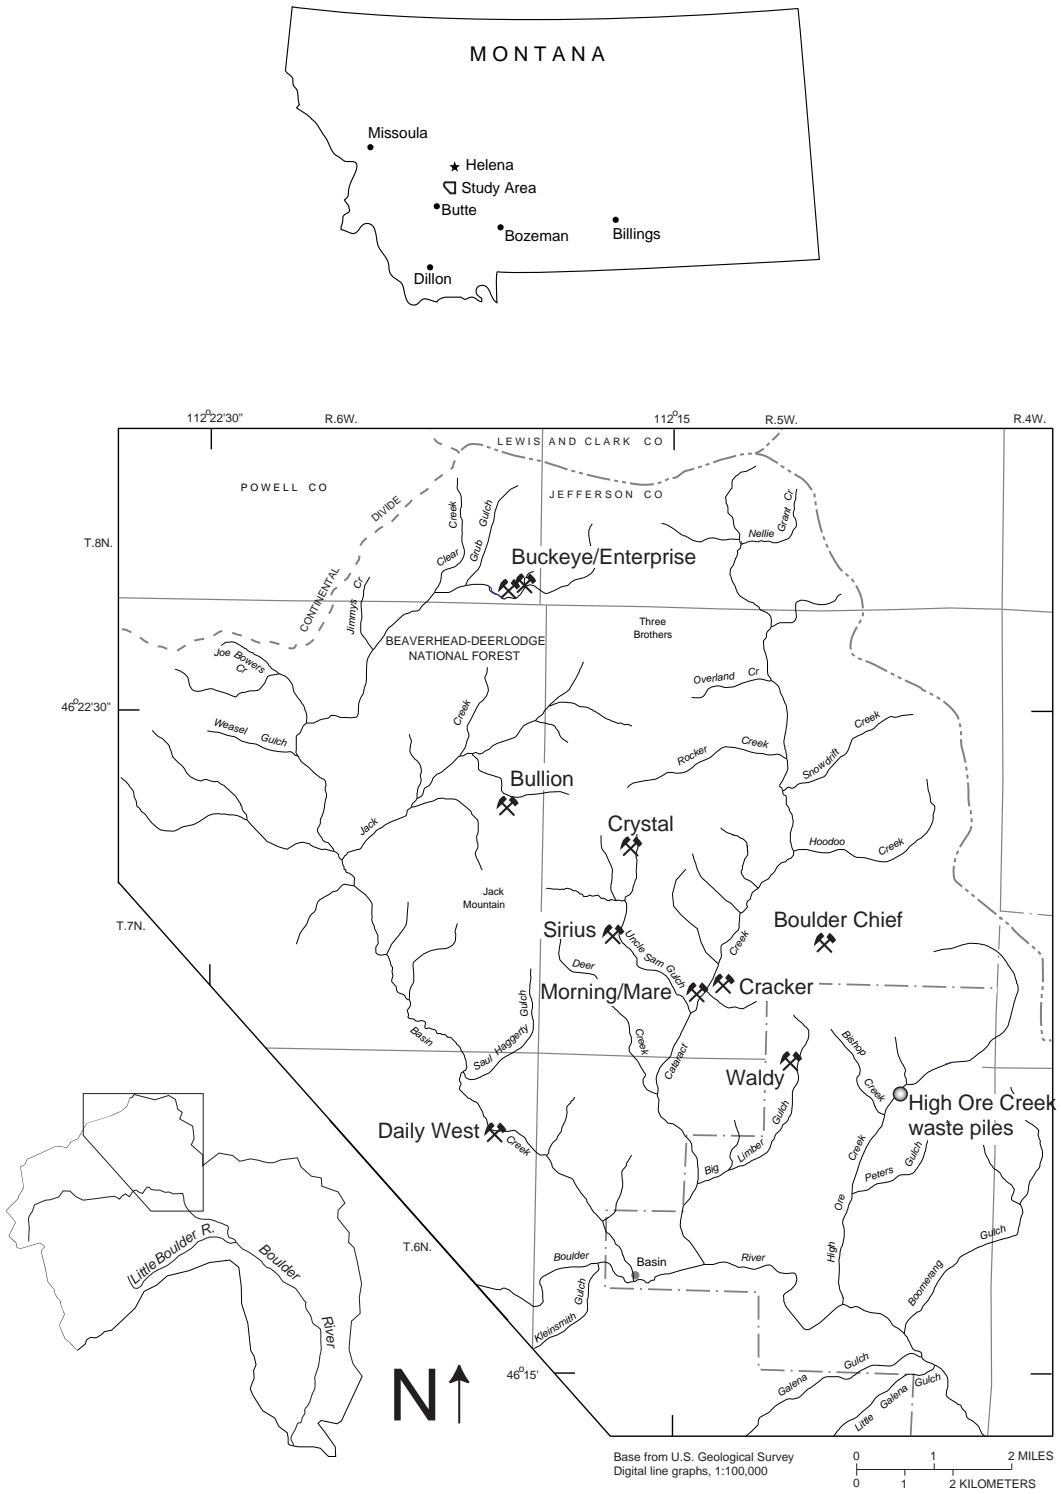 MONTANA
Missoula
Helena
Study Area
Butte
Bozeman
Billings
Dillon
112°22'30"
R.6W.
112°15
R.5W.
R.4W.
LEWIS AND CLARK CO
POWELL CO
JEFFERSON CO
CONTINENTAL DIVIDE
T.8N.
Clear Creek
Grub Gulch
Nellie Grant Cr
Buckeye/Enterprise
Jimmys Cr
Three
Brothers
BEAVERHEAD-DEERLODGE
NATIONAL FOREST
Joe Bowers
Cr
Overland Cr
46°22'30"
Weasel Gulch
Creek
Rocker Creek
Snowdrift Creek
Bullion
Jack
Crystal
Hoodoo Creek
Jack
Mountain
T.7N.
Sirius
Uncle Sam Gulch
Creek
Boulder Chief
Deer
Morning/Mare
Cracker
Basin
Saul Haggerty Gulch
Creek
Cataract
Bishop
Creek
Waldy
High Ore Creek
waste piles
Daily West
Creek
Big Limber Gulch
Peters Gulch
High Ore Creek
T.6N.
Boulder
Basin
River
Boomerang Gulch
Kleinsmith Gulch
Little Boulder R.
Boulder
River
N
46°15'
Galena Gulch
Little Galena Gulch
Base from U.S. Geological Survey
Digital line graphs, 1:100,000
0 1 2 MILES
0 1 2 KILOMETERS